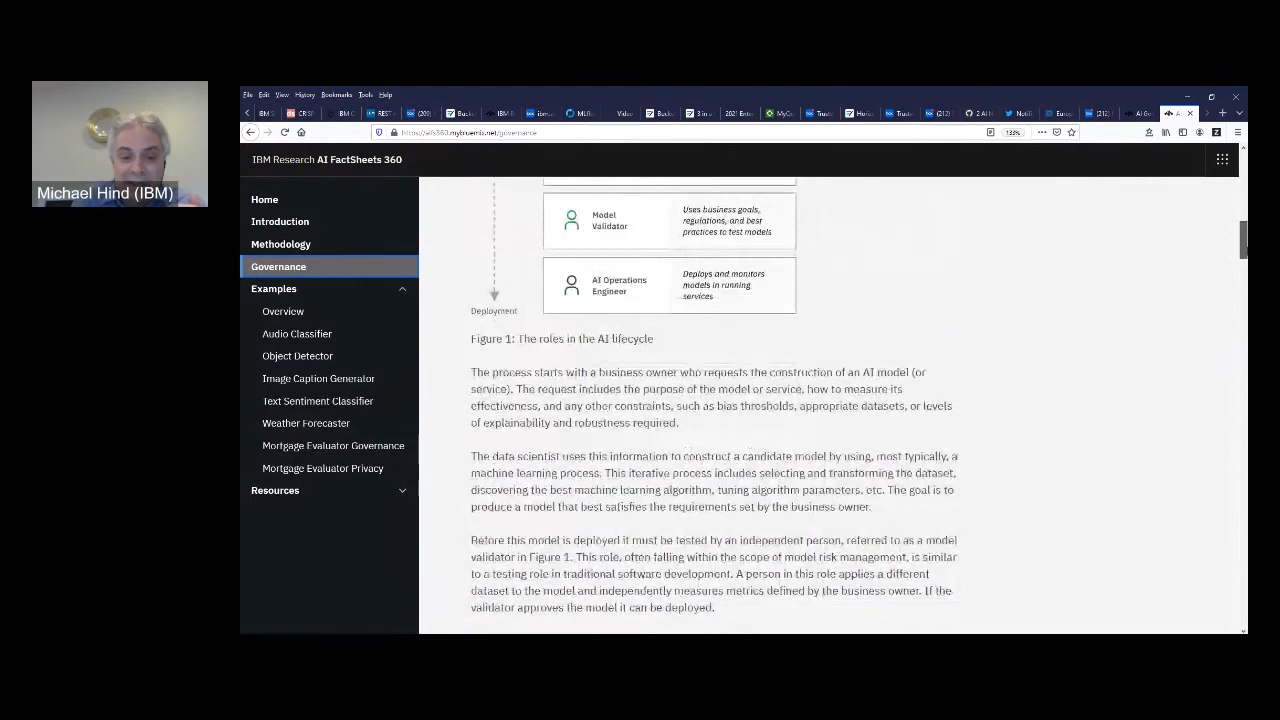 File Edit View History Bookmarks Tools Help
https://aifs360.mybluemix.net/governance
133%
IBM Research AI FactSheets 360
Michael Hind (IBM)
Home
Introduction
Methodology
Governance
Examples
Overview
Audio Classifier
Object Detector
Image Caption Generator
Text Sentiment Classifier
Weather Forecaster
Mortgage Evaluator Governance
Mortgage Evaluator Privacy
Resources
Model
Validator
Uses business goals,
regulations, and best
practices to test models
AI Operations
Engineer
Deploys and monitors
models in running
services
Deployment
Figure 1: The roles in the AI lifecycle
The process starts with a business owner who requests the construction of an AI model (or
service). The request includes the purpose of the model or service, how to measure its
effectiveness, and any other constraints, such as bias thresholds, appropriate datasets, or levels
of explainability and robustness required.
The data scientist uses this information to construct a candidate model by using, most typically, a
machine learning process. This iterative process includes selecting and transforming the dataset,
discovering the best machine learning algorithm, tuning algorithm parameters, etc. The goal is to
produce a model that best satisfies the requirements set by the business owner.
Before this model is deployed it must be tested by an independent person, referred to as a model
validator in Figure 1. This role, often falling within the scope of model risk management, is similar
to a testing role in traditional software development. A person in this role applies a different
dataset to the model and independently measures metrics defined by the business owner. If the
validator approves the model it can be deployed.